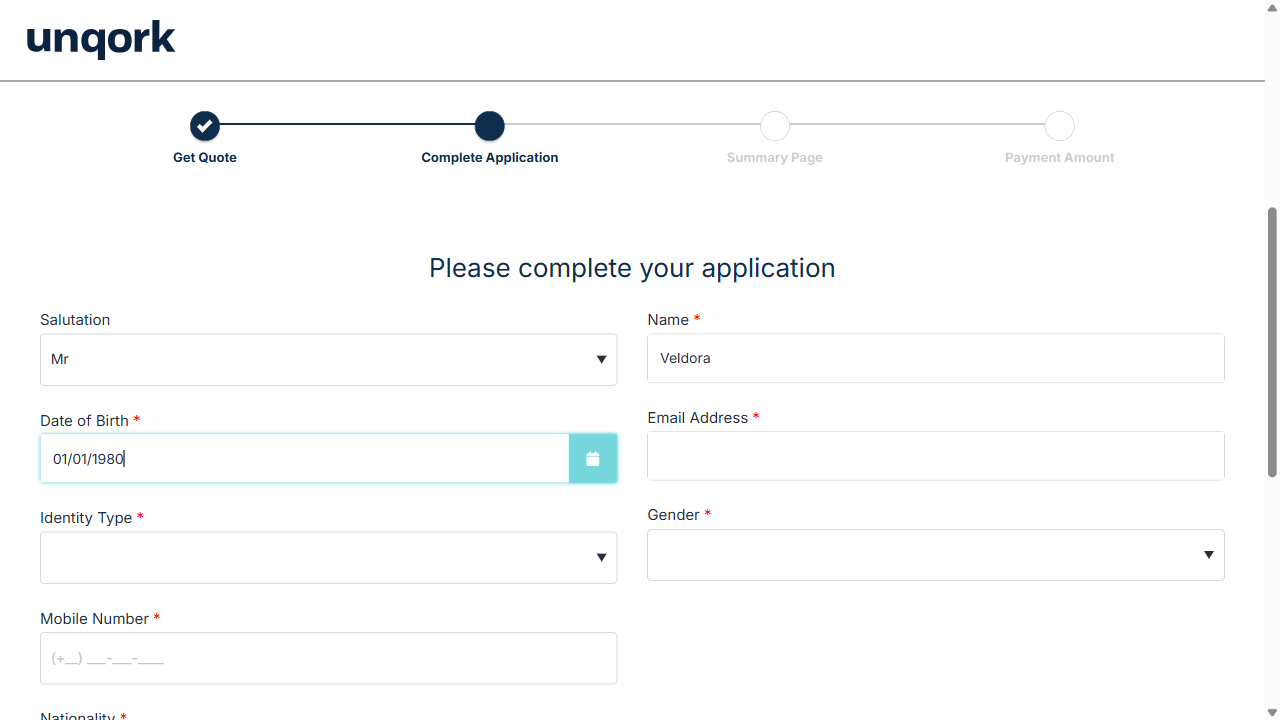 unqork
Get Quote
Complete Application
Summary Page
Payment Amount
Please complete your application
Salutation
Mr
Name *
Veldora
Date of Birth *
01/01/1980
Email Address *
Identity Type *
Gender *
Mobile Number *
(+__) ___-___-____
Nationality *